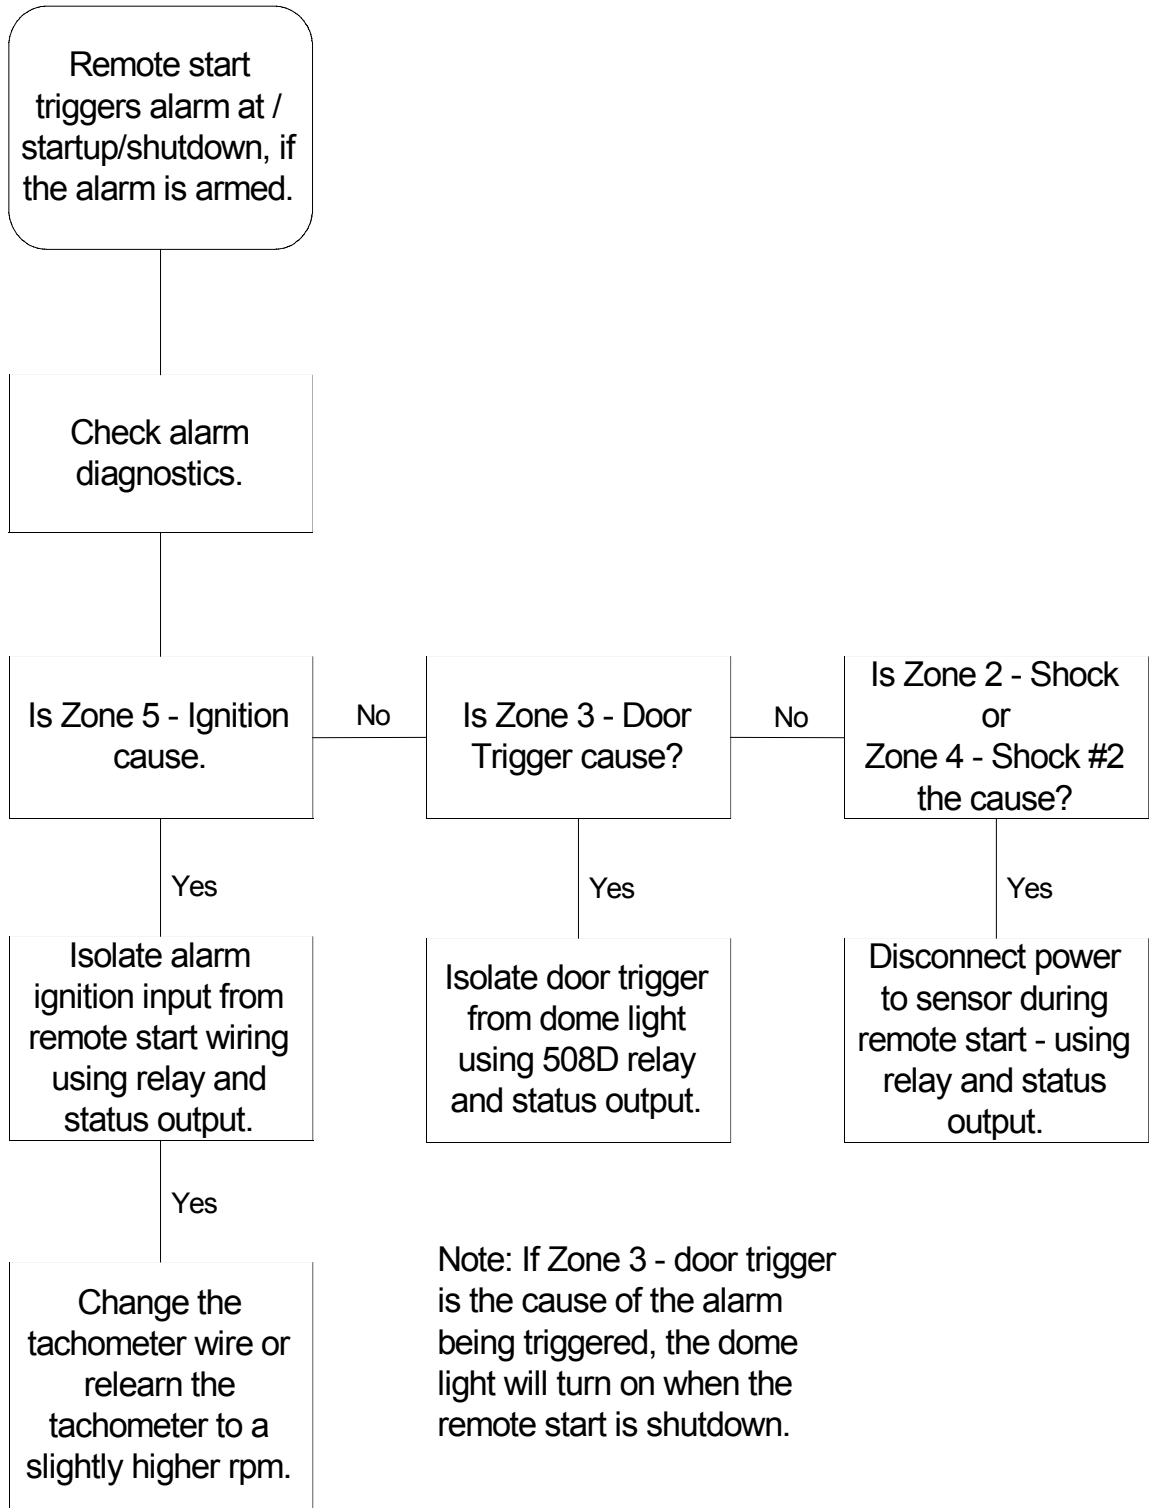 Remote start
triggers alarm at /
startup/shutdown, if
the alarm is armed.
Check alarm
diagnostics.
Is Zone 5 - Ignition
cause.
No
Is Zone 3 - Door
Trigger cause?
No
Is Zone 2 - Shock
or
Zone 4 - Shock #2
the cause?
Yes
Yes
Yes
Isolate alarm
ignition input from
remote start wiring
using relay and
status output.
Isolate door trigger
from dome light
using 508D relay
and status output.
Disconnect power
to sensor during
remote start - using
relay and status
output.
Yes
Change the
tachometer wire or
relearn the
tachometer to a
slightly higher rpm.
Note: If Zone 3 - door trigger
is the cause of the alarm
being triggered, the dome
light will turn on when the
remote start is shutdown.